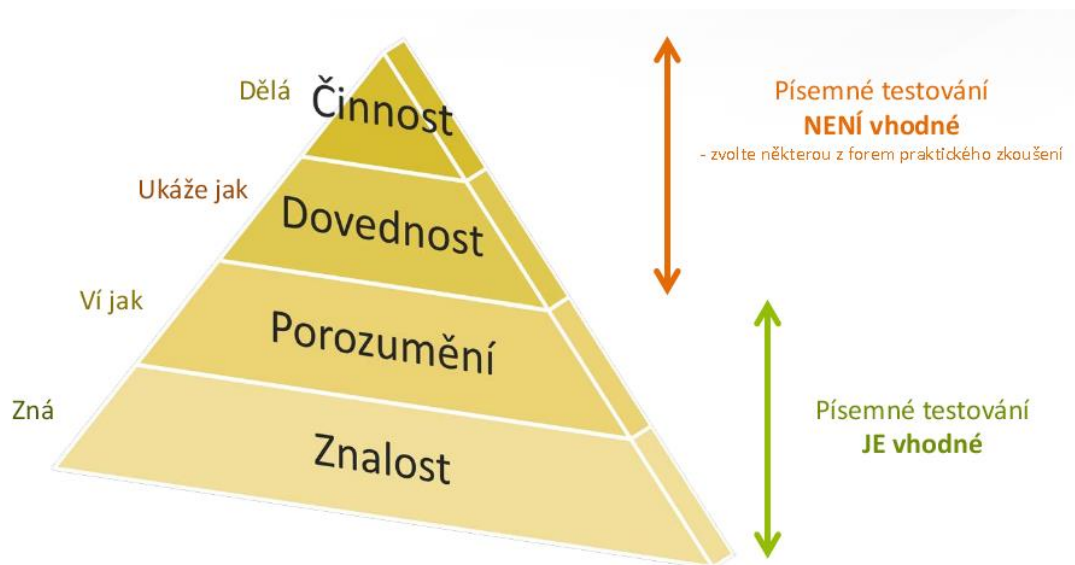 Dělá
Činnost
Ukáže jak
Dovednost
Ví jak
Porozumění
Zná
Znalost
Písemné testování
NENÍ vhodné
- zvolte některou z forem praktického zkoušení
Písemné testování
JE vhodné